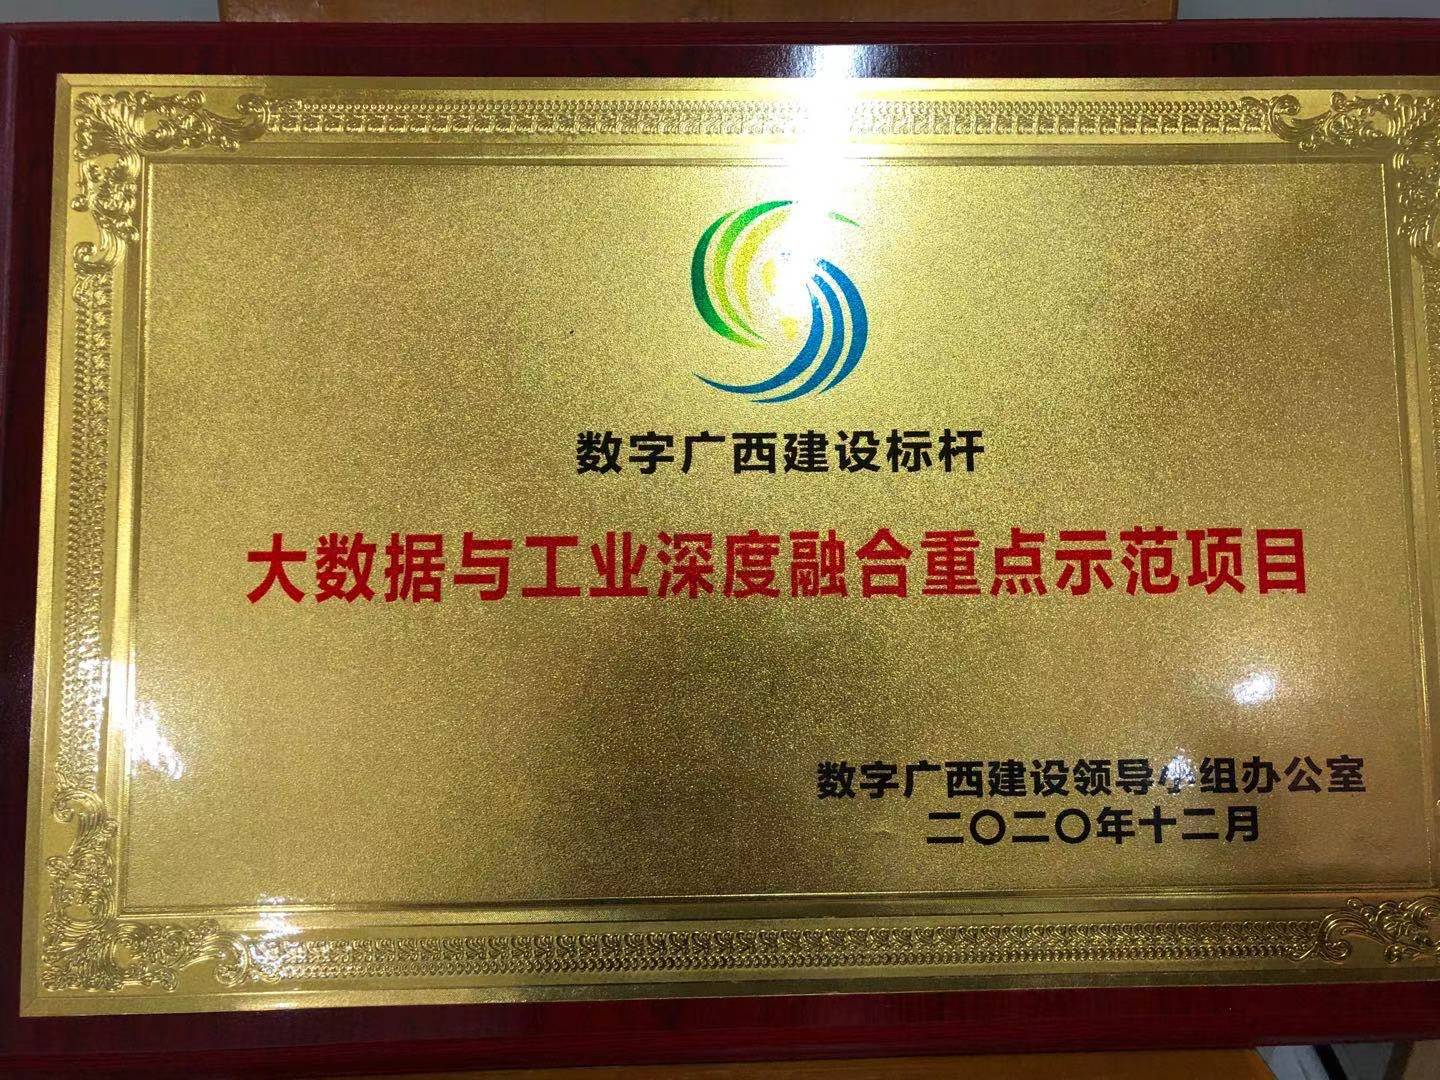 数字广西建设标杆
大数据与工业深度融合重点示范项目
数字广西建设领导小组办公室
二〇二〇年十二月